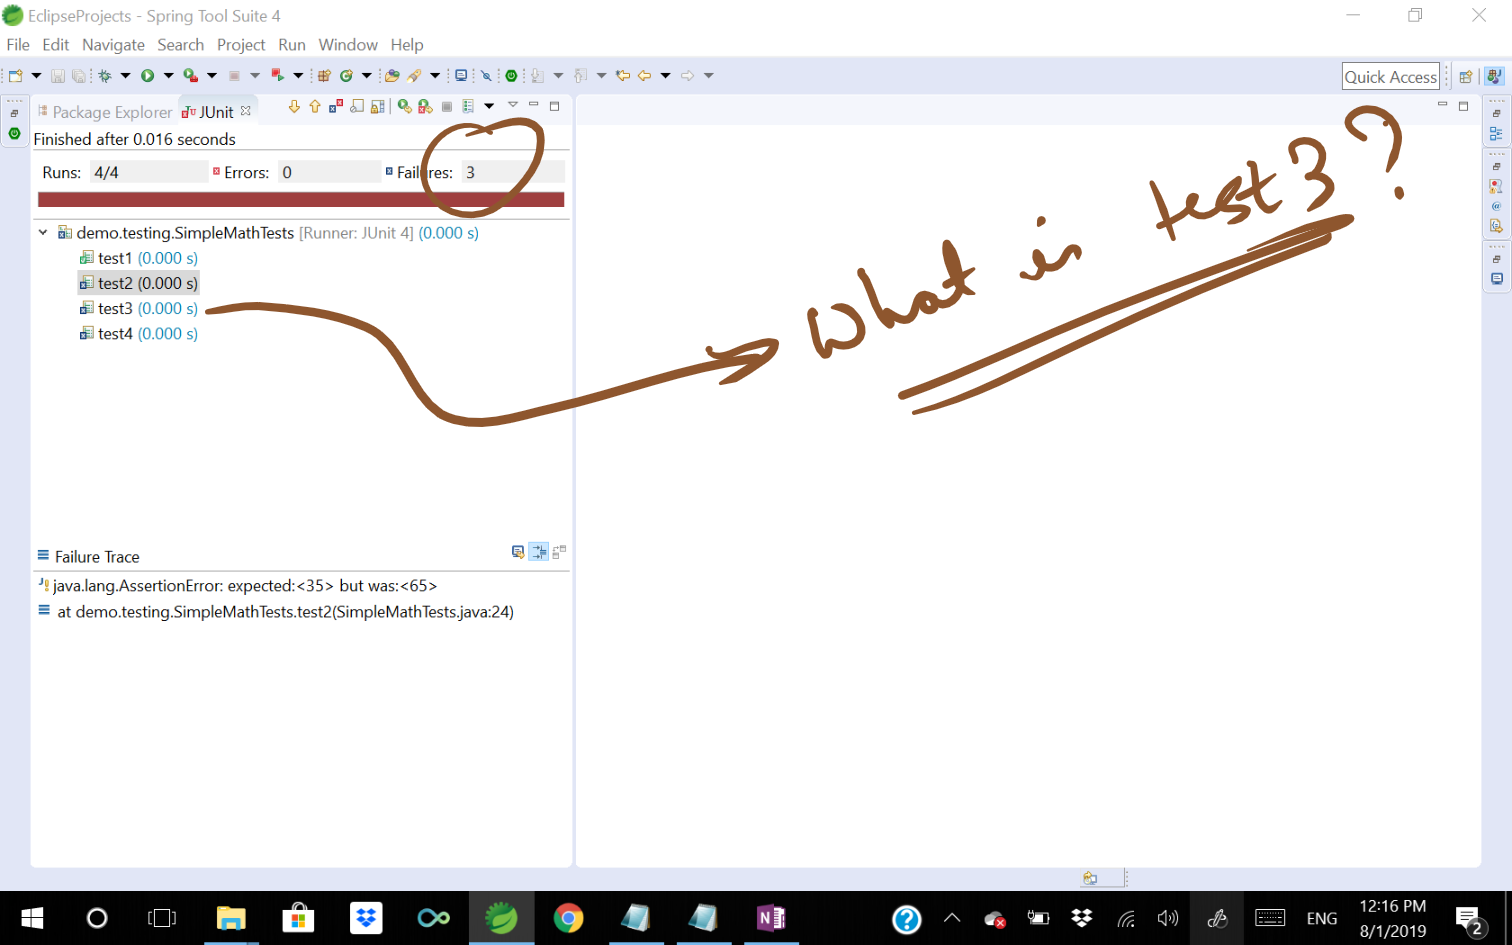 EclipseProjects - Spring Tool Suite 4
File Edit Navigate Search Project Run Window Help
Quick Access
Package Explorer JUnit
Finished after 0.016 seconds
Runs: 4/4 Errors: 0 Failures: 3
demo.testing.SimpleMathTests [Runner: JUnit 4] (0.000 s)
test1 (0.000 s)
test2 (0.000 s)
test3 (0.000 s)
test4 (0.000 s)
What is test3?
Failure Trace
java.lang.AssertionError: expected:<35> but was:<65>
at demo.testing.SimpleMathTests.test2(SimpleMathTests.java:24)
ENG
12:16 PM
8/1/2019
2